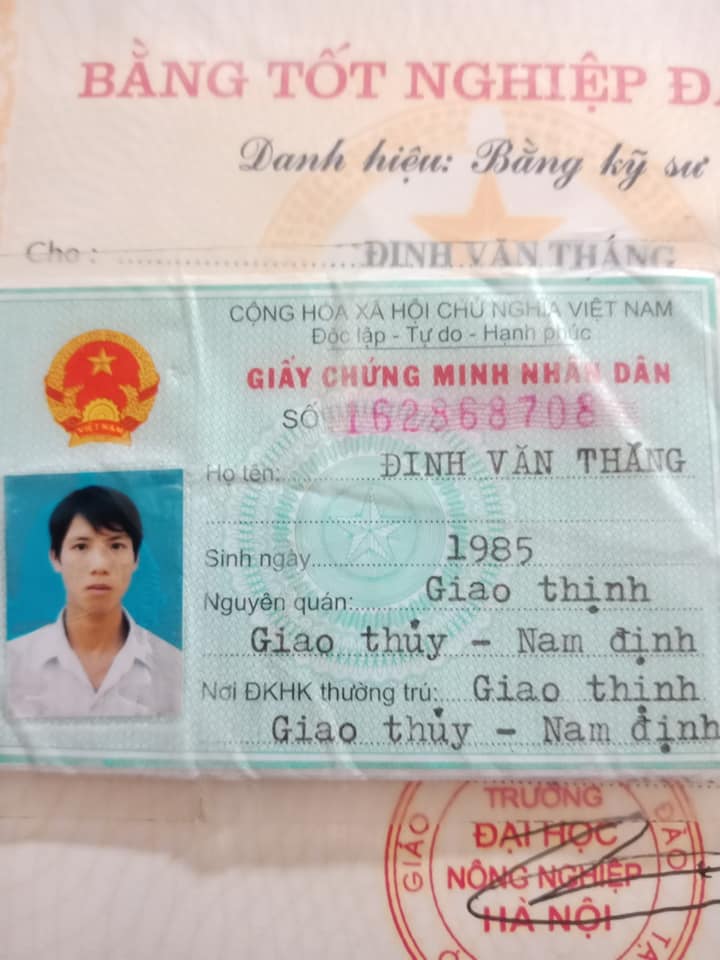 BẰNG TỐT NGHIỆP ĐẠ
Danh hiệu: Bằng kỹ sư
Cho : ĐINH VĂN THẮNG
CỘNG HÒA XÃ HỘI CHỦ NGHĨA VIỆT NAM
Độc lập - Tự do - Hạnh phúc
GIẤY CHỨNG MINH NHÂN DÂN
SỐ 162868708
VIỆT NAM
Họ tên: ĐINH VĂN THẮNG
Sinh ngày 1985
Nguyên quán: Giao thịnh
Giao thủy - Nam định
Nơi ĐKHK thường trú: Giao thịnh
Giao thủy - Nam định
TRƯỜNG
ĐẠI HỌC
NÔNG NGHIỆP
HÀ NỘI
GIÁO
ĐÀO